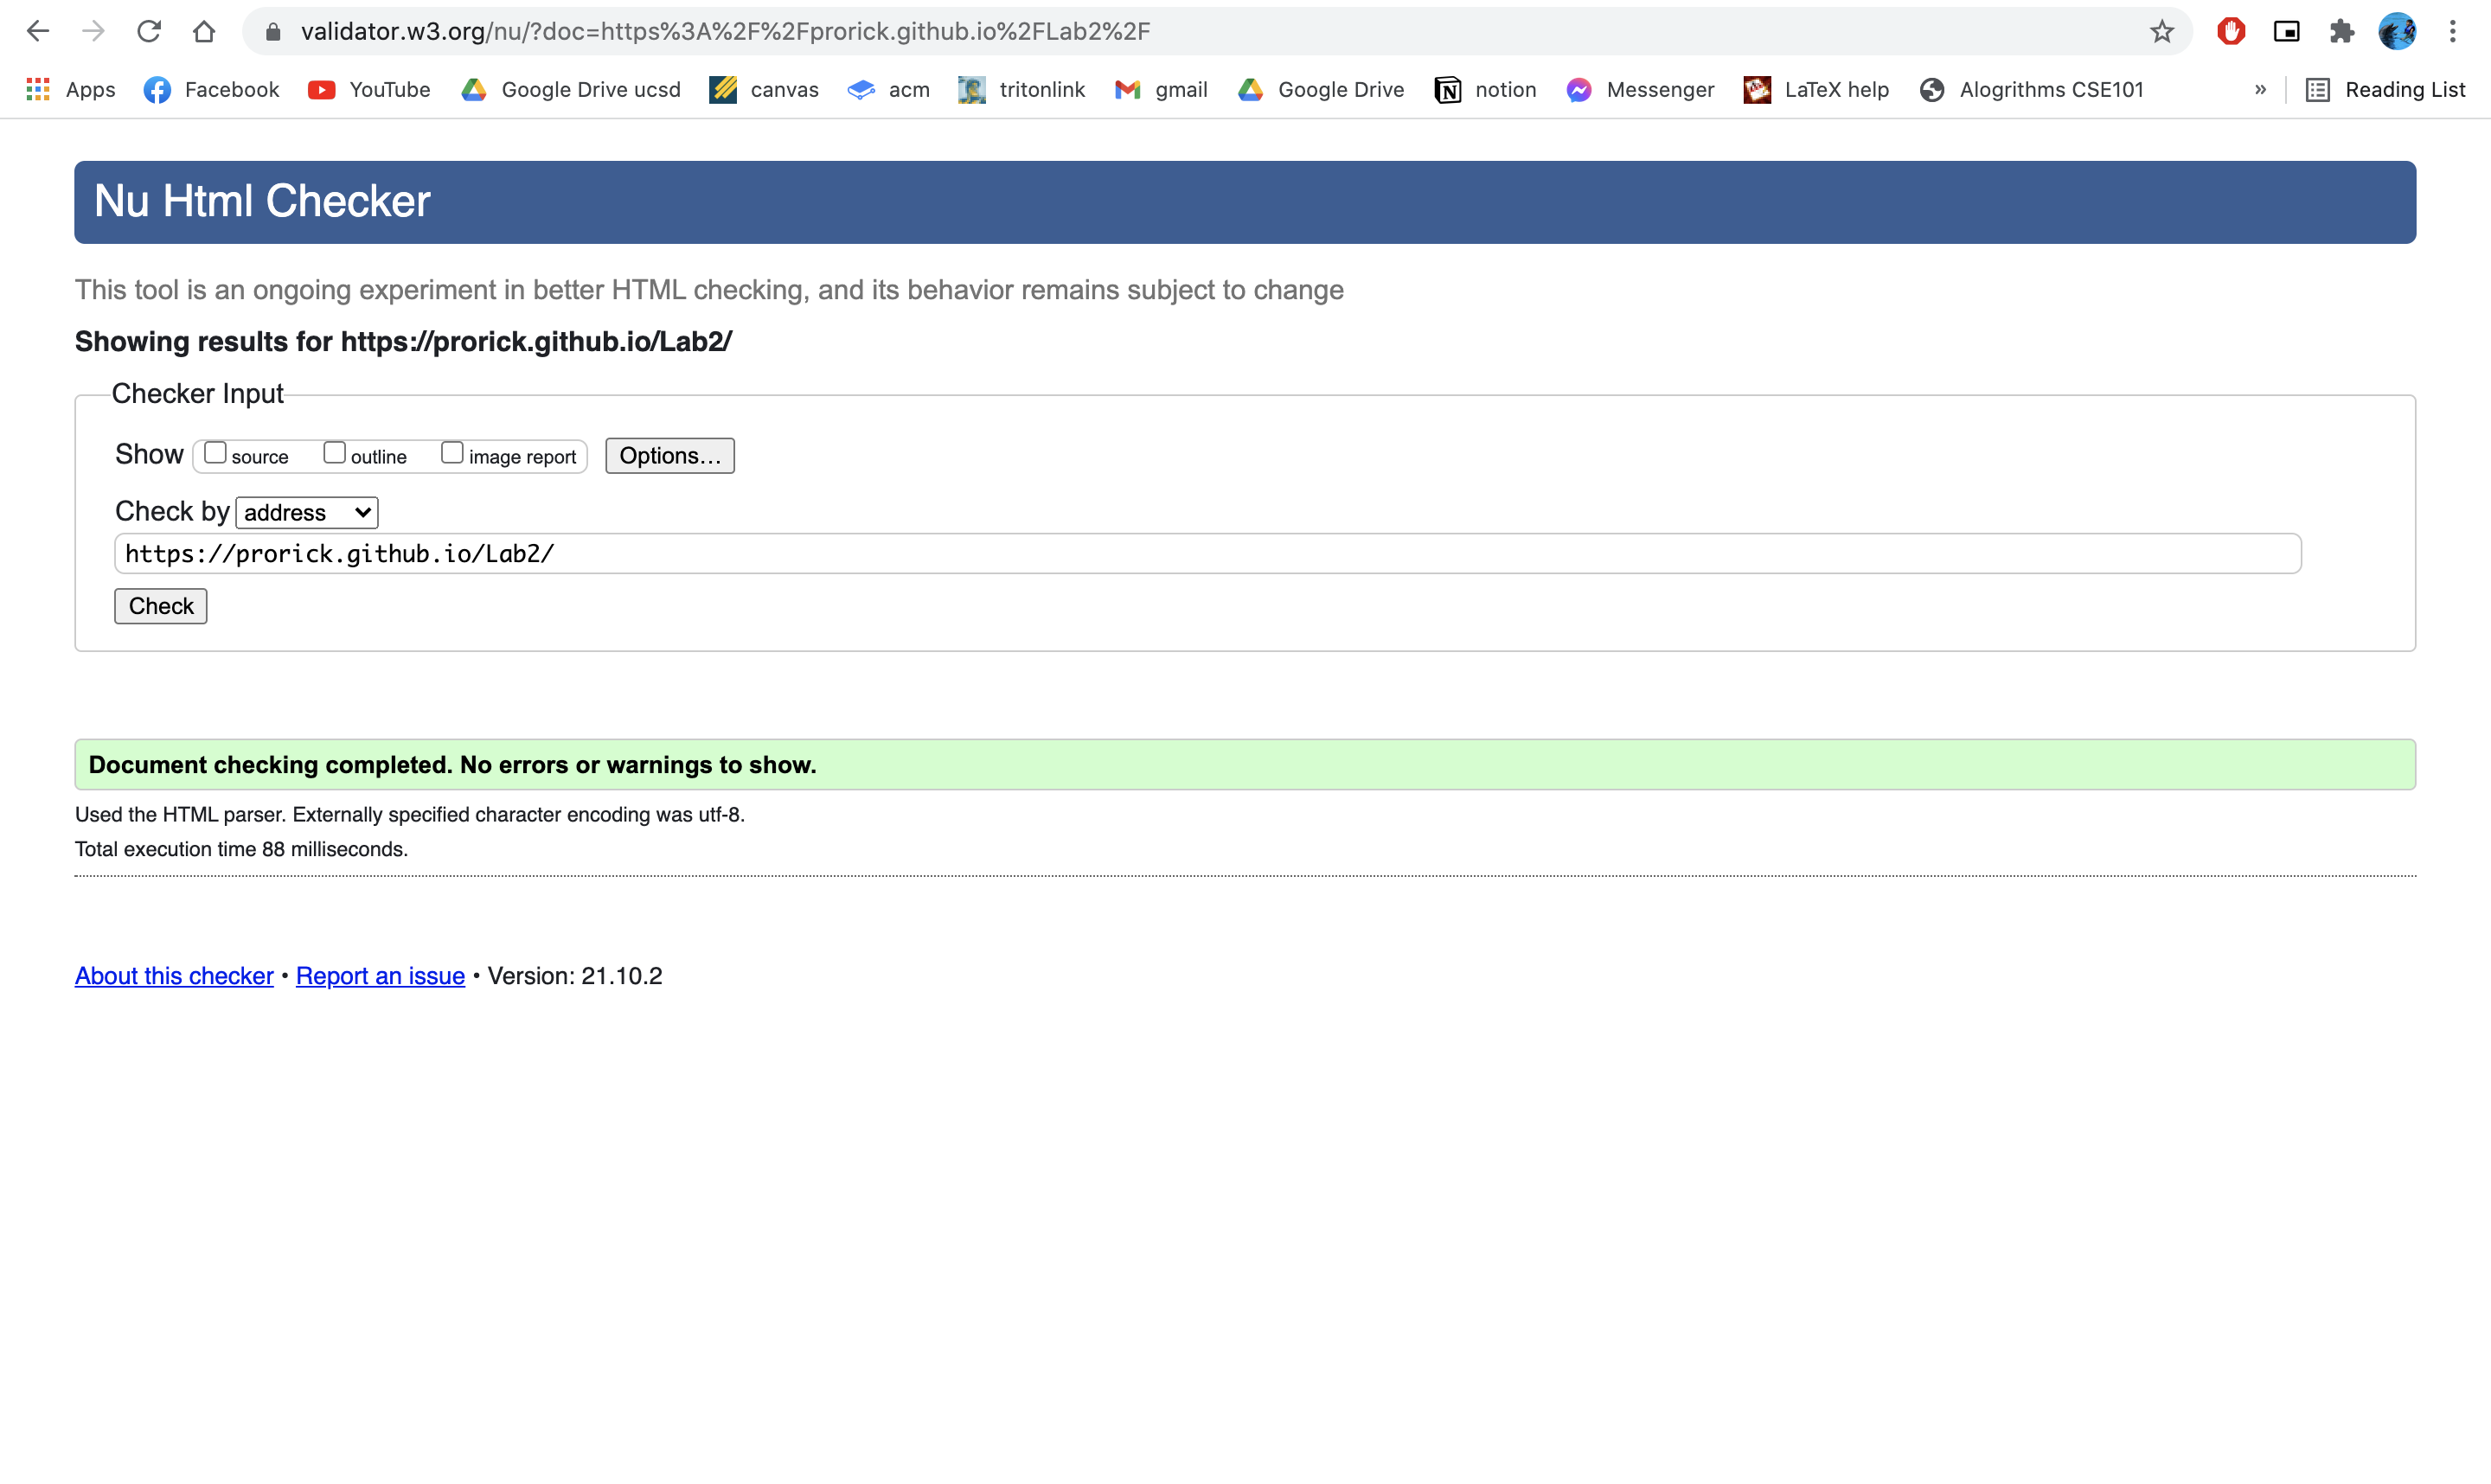 validator.w3.org/nu/?doc=https%3A%2F%2Fprorick.github.io%2FLab2%2F
Apps Facebook YouTube Google Drive ucsd canvas acm tritonlink gmail Google Drive notion Messenger LaTeX help Alogrithms CSE101 » Reading List
Nu Html Checker
This tool is an ongoing experiment in better HTML checking, and its behavior remains subject to change
Showing results for https://prorick.github.io/Lab2/
Checker Input
Show source outline image report Options...
Check by address
https://prorick.github.io/Lab2/
Check
Document checking completed. No errors or warnings to show.
Used the HTML parser. Externally specified character encoding was utf-8.
Total execution time 88 milliseconds.
About this checker • Report an issue • Version: 21.10.2